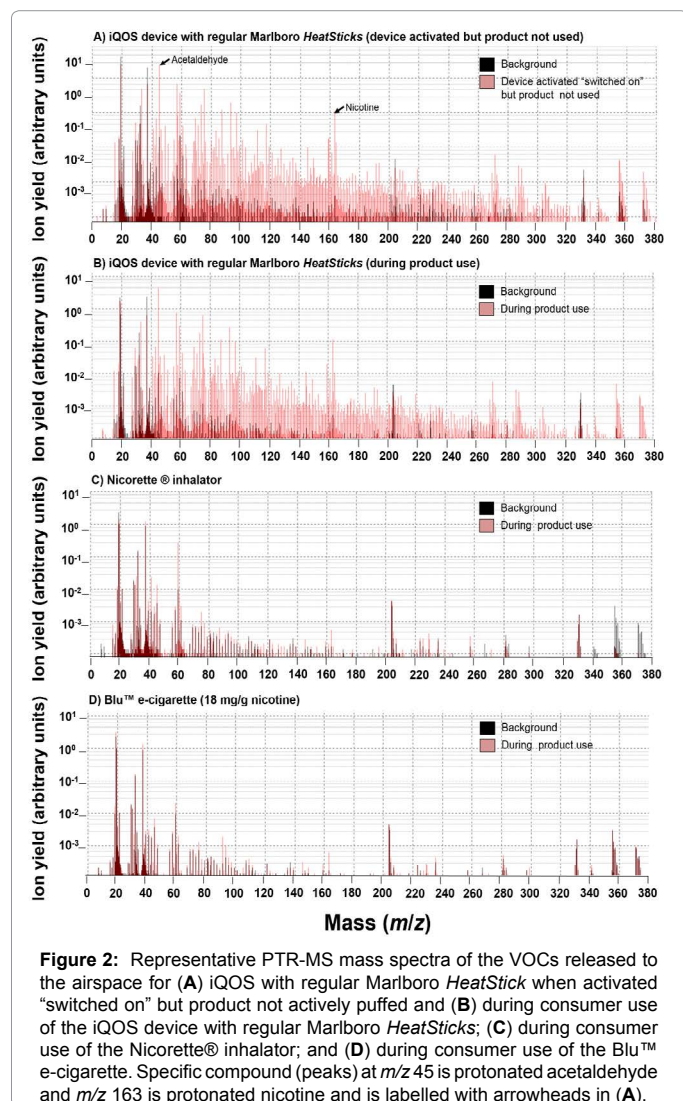 A) iQOS device with regular Marlboro HeatSticks (device activated but product not used)
Ion yield (arbitrary units)
10¹
10⁰
10⁻¹
10⁻²
10⁻³
Acetaldehyde
Nicotine
Background
Device activated “switched on”
but product not used
0 20 40 60 80 100 120 140 160 180 200 220 240 260 280 300 320 340 360 380
B) iQOS device with regular Marlboro HeatSticks (during product use)
Ion yield (arbitrary units)
10¹
10⁰
10⁻¹
10⁻²
10⁻³
Background
During product use
0 20 40 60 80 100 120 140 160 180 200 220 240 260 280 300 320 340 360 380
C) Nicorette ® inhalator
Ion yield (arbitrary units)
10¹
10⁰
10⁻¹
10⁻²
10⁻³
Background
During product use
0 20 40 60 80 100 120 140 160 180 200 220 240 260 280 300 320 340 360 380
D) Blu™ e-cigarette (18 mg/g nicotine)
Ion yield (arbitrary units)
10¹
10⁰
10⁻¹
10⁻²
10⁻³
Background
During product use
0 20 40 60 80 100 120 140 160 180 200 220 240 260 280 300 320 340 360 380
Mass (m/z)
Figure 2: Representative PTR-MS mass spectra of the VOCs released to
the airspace for (A) iQOS with regular Marlboro HeatStick when activated
“switched on” but product not actively puffed and (B) during consumer use
of the iQOS device with regular Marlboro HeatSticks; (C) during consumer
use of the Nicorette® inhalator; and (D) during consumer use of the Blu™
e-cigarette. Specific compound (peaks) at m/z 45 is protonated acetaldehyde
and m/z 163 is protonated nicotine and is labelled with arrowheads in (A).